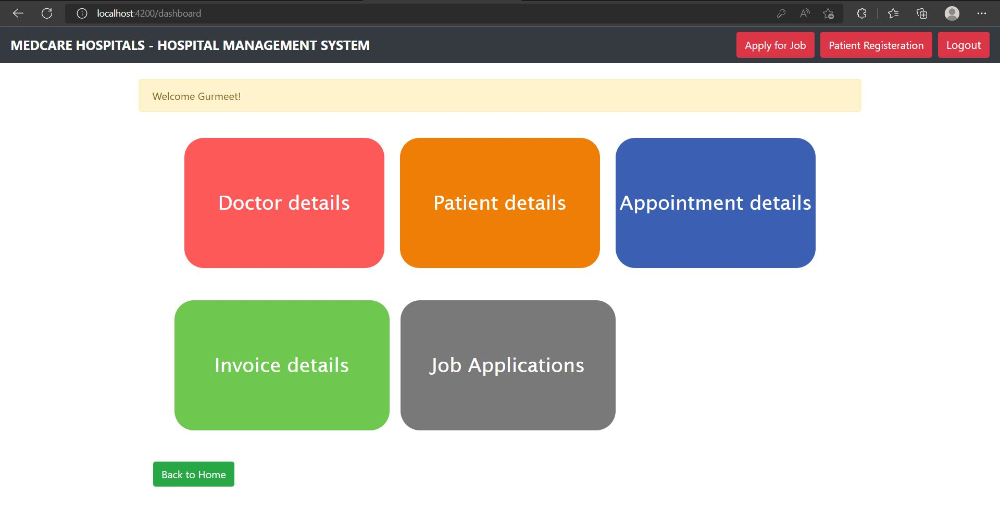 localhost:4200/dashboard
MEDCARE HOSPITALS - HOSPITAL MANAGEMENT SYSTEM
Apply for Job
Patient Registeration
Logout
Welcome Gurmeet!
Doctor details
Patient details
Appointment details
Invoice details
Job Applications
Back to Home